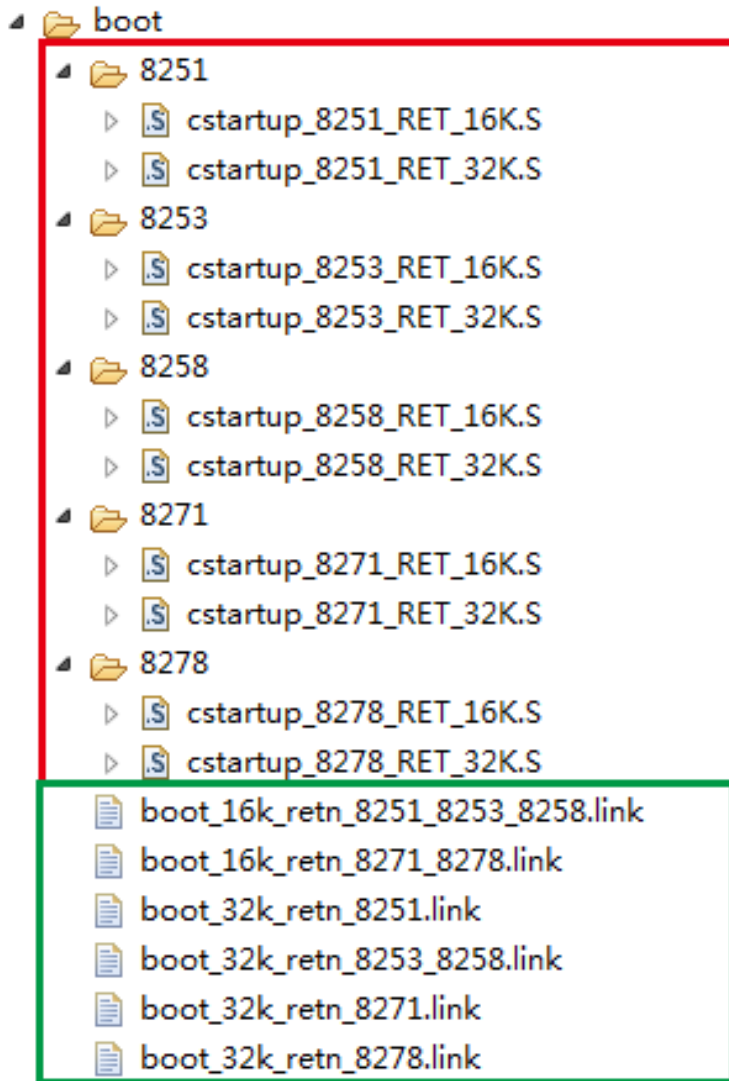 boot
8251
cstartup_8251_RET_16K.S
cstartup_8251_RET_32K.S
8253
cstartup_8253_RET_16K.S
cstartup_8253_RET_32K.S
8258
cstartup_8258_RET_16K.S
cstartup_8258_RET_32K.S
8271
cstartup_8271_RET_16K.S
cstartup_8271_RET_32K.S
8278
cstartup_8278_RET_16K.S
cstartup_8278_RET_32K.S
boot_16k_retn_8251_8253_8258.link
boot_16k_retn_8271_8278.link
boot_32k_retn_8251.link
boot_32k_retn_8253_8258.link
boot_32k_retn_8271.link
boot_32k_retn_8278.link